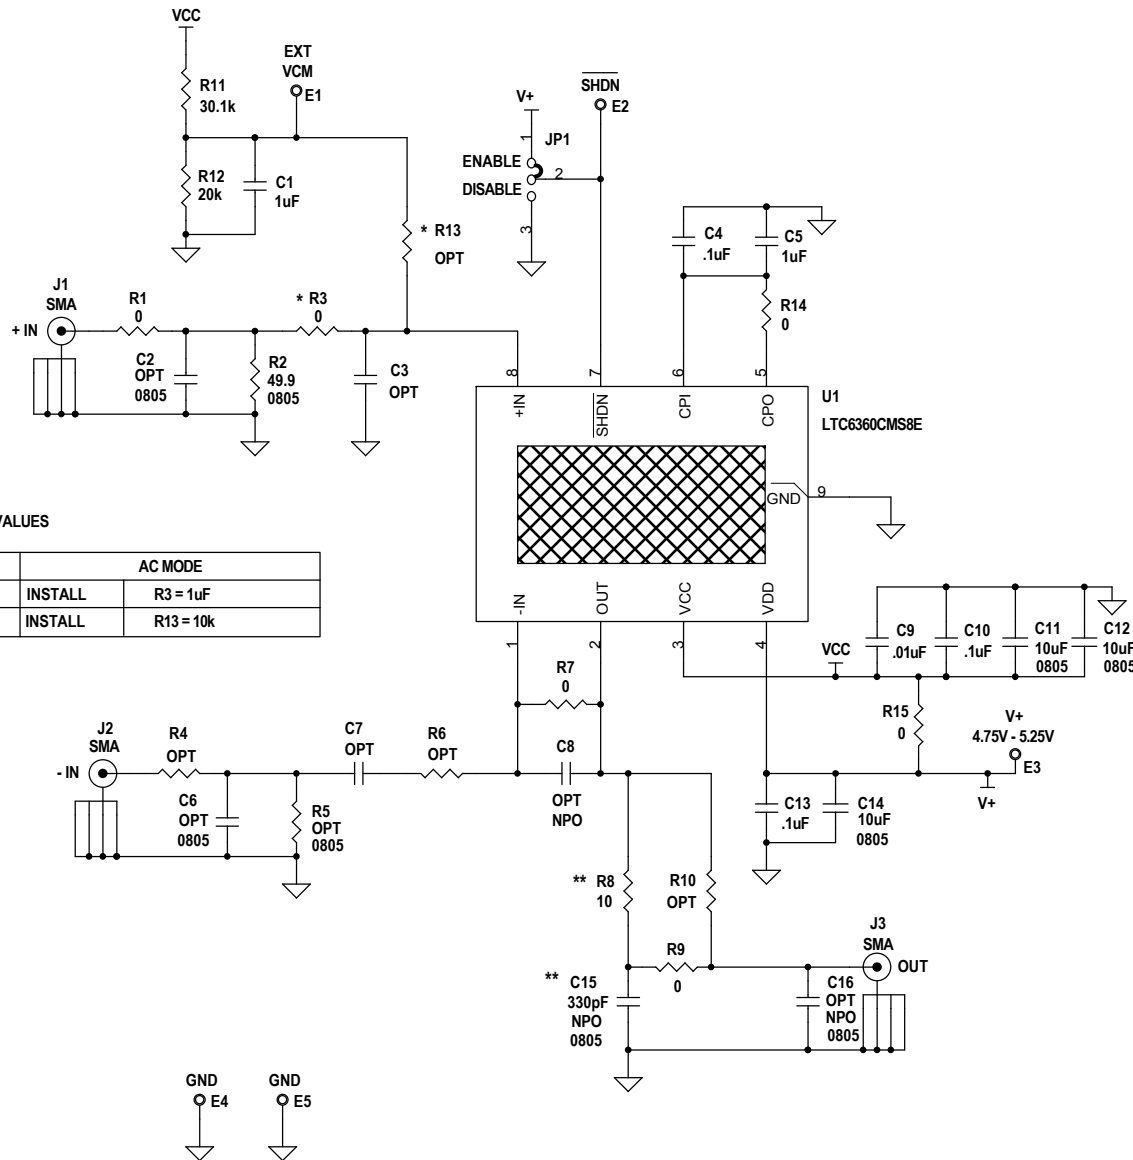 VCC
R11
30.1k
EXT
VCM
E1
R12
20k
C1
1uF
* R13
OPT
V+
1
JP1
ENABLE
2
DISABLE
3
SHDN
E2
C4
.1uF
C5
1uF
R14
0
J1
SMA
+ IN
R1
0
* R3
0
C2
OPT
0805
R2
49.9
0805
C3
OPT
8
7
6
5
+IN
SHDN
CPI
CPO
U1
LTC6360CMS8E
GND
9
-IN
OUT
VCC
VDD
1
2
3
4
VALUES
AC MODE
INSTALL R3 = 1uF
INSTALL R13 = 10k
R7
0
VCC
C9
.01uF
C10
.1uF
C11
10uF
0805
C12
10uF
0805
R15
0
V+
4.75V - 5.25V
E3
V+
J2
SMA
- IN
R4
OPT
C7
OPT
R6
OPT
C8
OPT
NPO
C6
OPT
0805
R5
OPT
0805
C13
.1uF
C14
10uF
0805
** R8
10
R10
OPT
R9
0
J3
SMA
OUT
** C15
330pF
NPO
0805
C16
OPT
NPO
0805
GND
E4
GND
E5